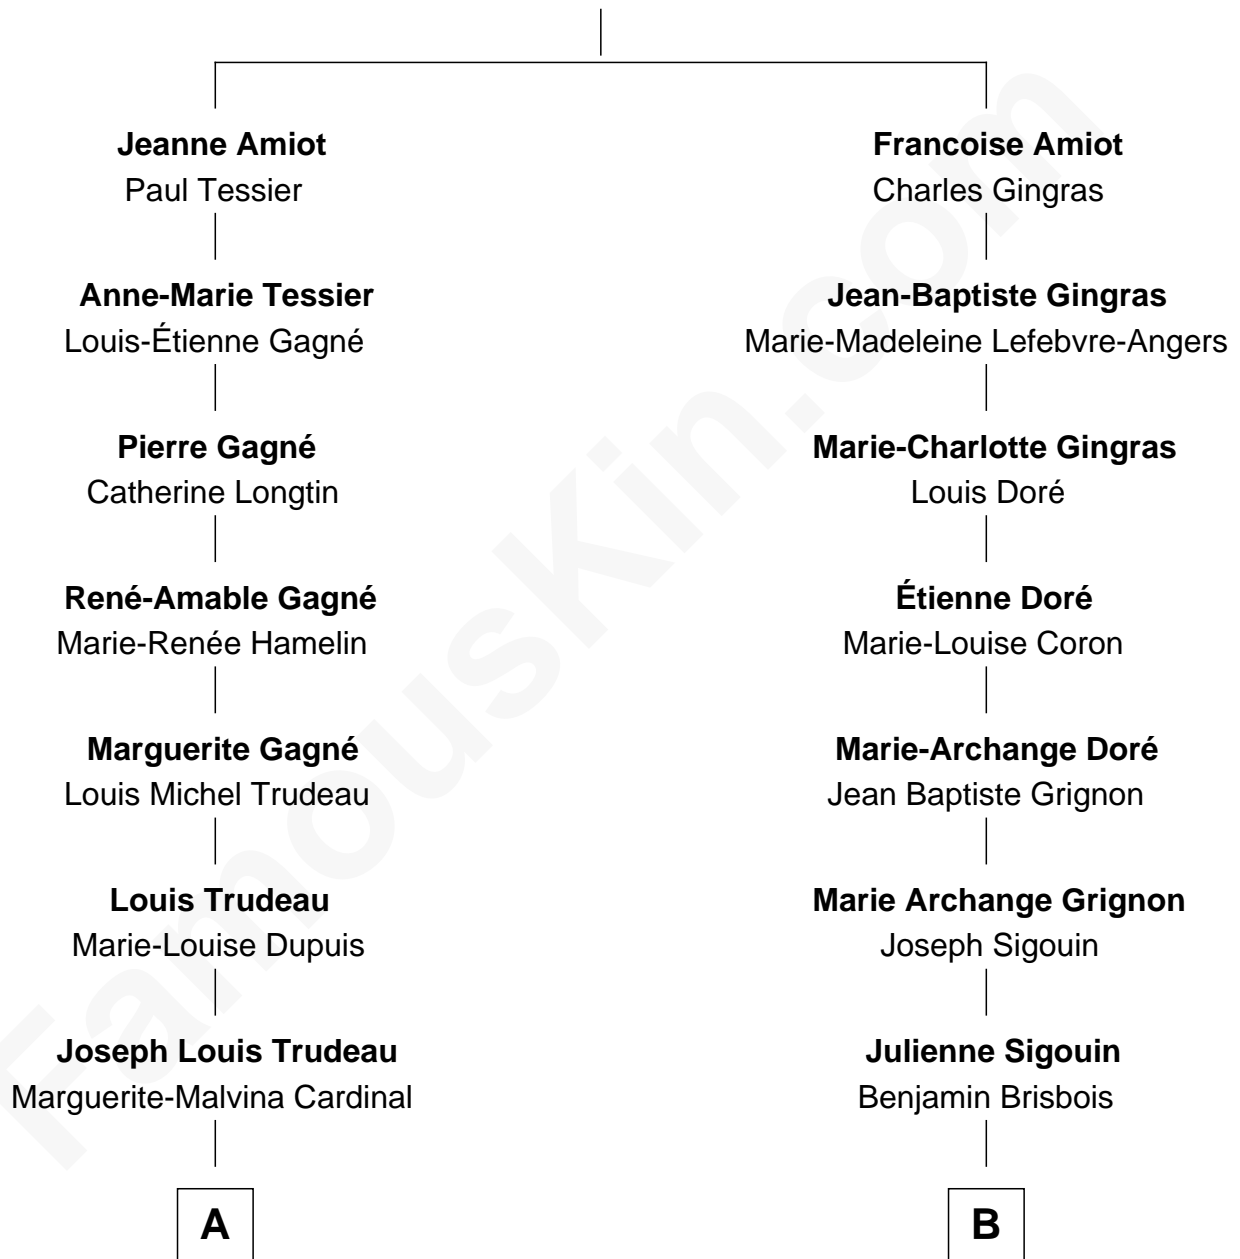 Jeanne Amiot
Paul Tessier
Anne-Marie Tessier
Louis-Étienne Gagné
Pierre Gagné
Catherine Longtin
René-Amable Gagné
Marie-Renée Hamelin
Marguerite Gagné
Louis Michel Trudeau
Louis Trudeau
Marie-Louise Dupuis
Joseph Louis Trudeau
Marguerite-Malvina Cardinal
A
Francoise Amiot
Charles Gingras
Jean-Baptiste Gingras
Marie-Madeleine Lefebvre-Angers
Marie-Charlotte Gingras
Louis Doré
Étienne Doré
Marie-Louise Coron
Marie-Archange Doré
Jean Baptiste Grignon
Marie Archange Grignon
Joseph Sigouin
Julienne Sigouin
Benjamin Brisbois
B
FamousKin.com